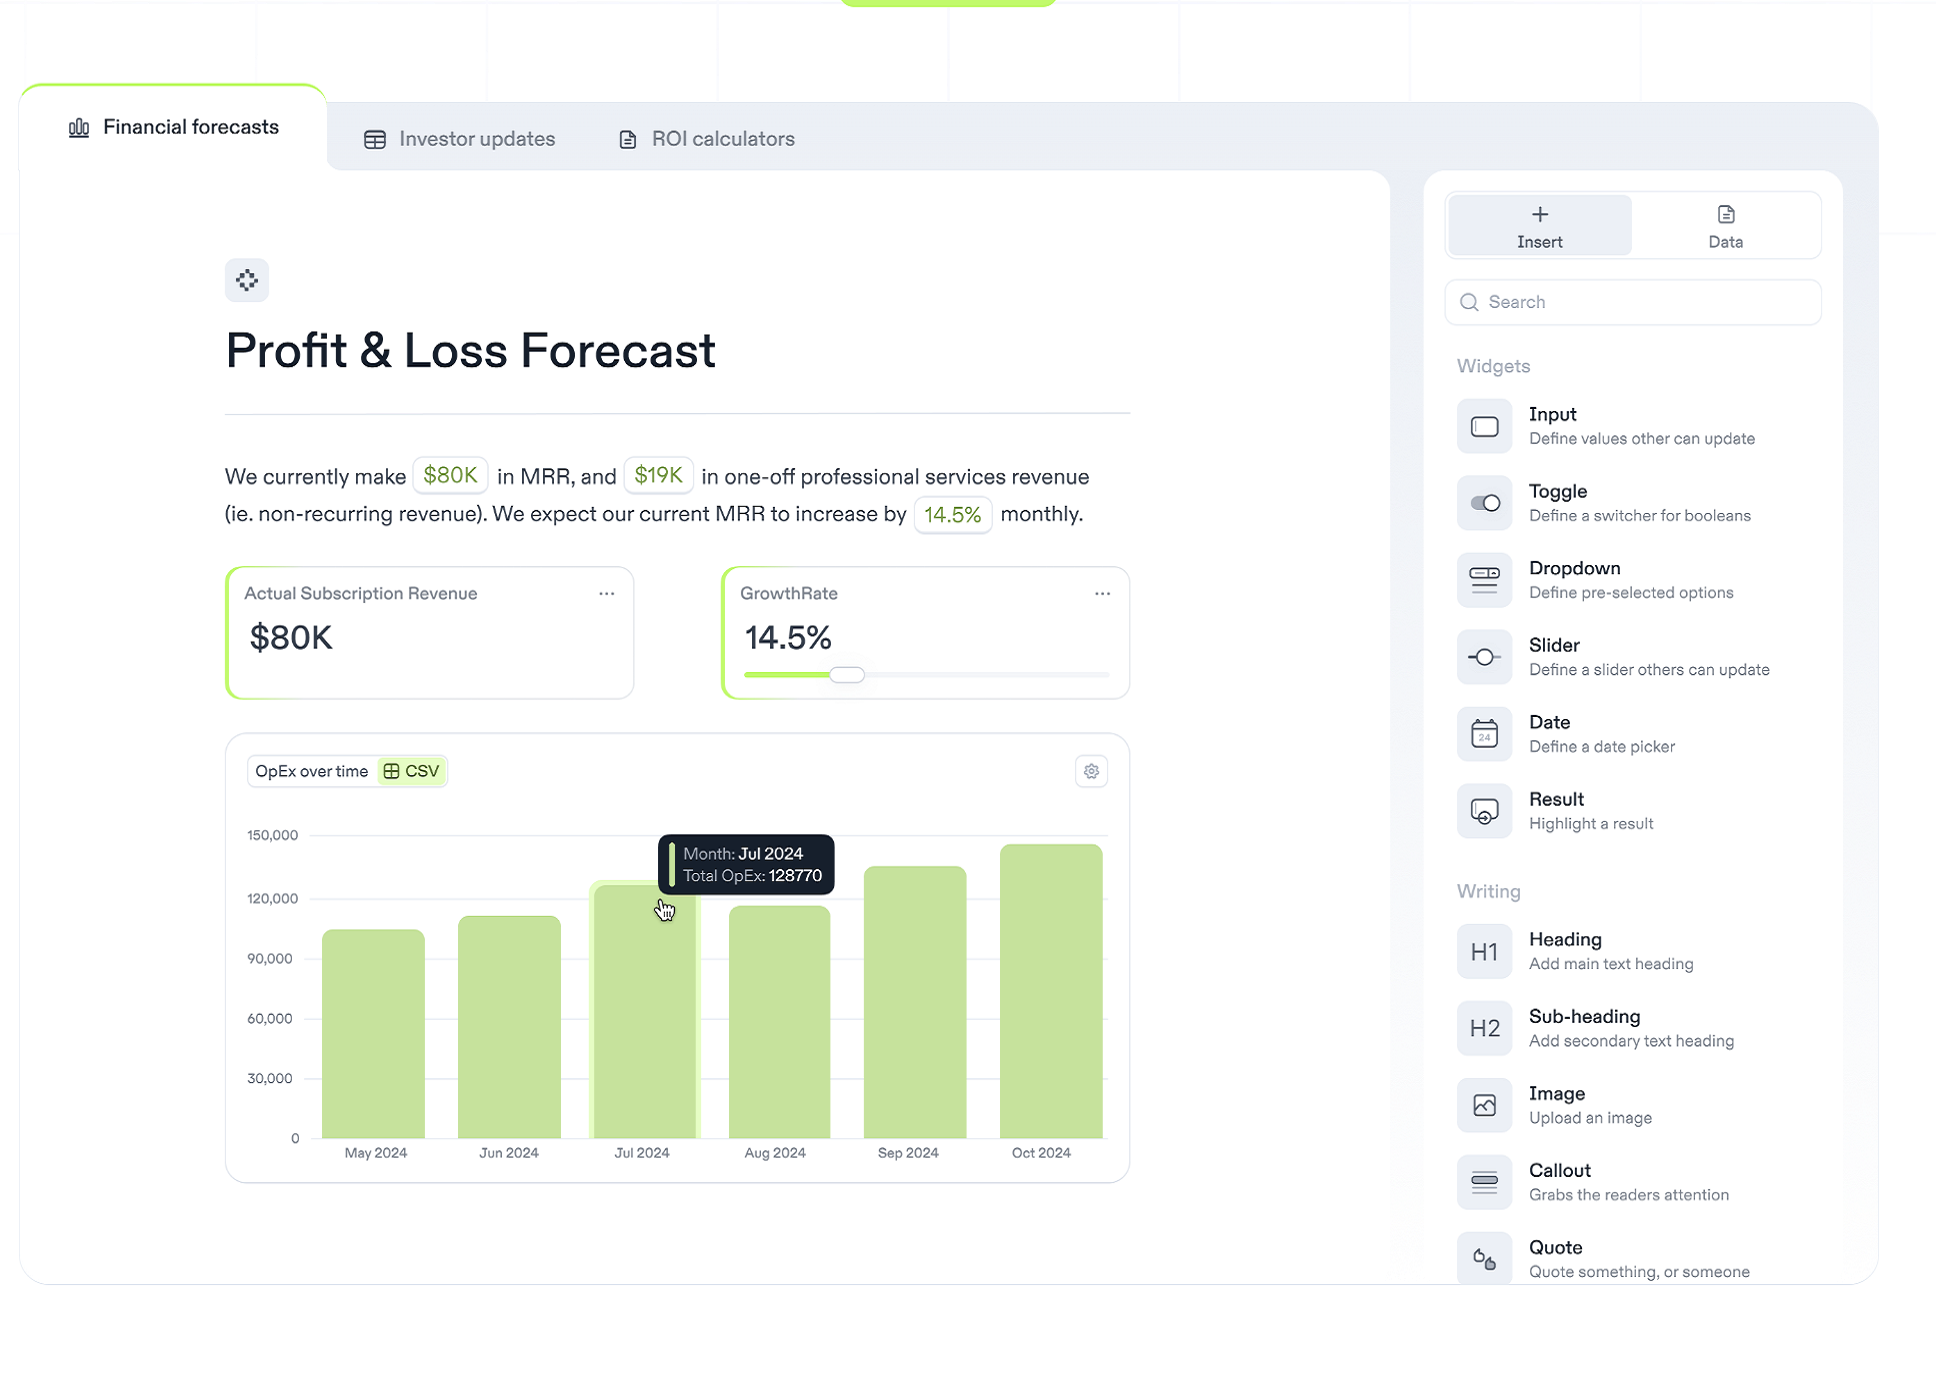 Financial forecasts
Investor updates
ROI calculators
Profit & Loss Forecast
We currently make $80K in MRR, and $19K in one-off professional services revenue
(ie. non-recurring revenue). We expect our current MRR to increase by 14.5% monthly.
Actual Subscription Revenue
$80K
GrowthRate
14.5%
OpEx over time CSV
150,000
120,000
90,000
60,000
30,000
0
Month: Jul 2024
Total OpEx: 128770
May 2024
Jun 2024
Jul 2024
Aug 2024
Sep 2024
Oct 2024
Insert
Data
Search
Widgets
Input
Define values other can update
Toggle
Define a switcher for booleans
Dropdown
Define pre-selected options
Slider
Define a slider others can update
24
Date
Define a date picker
Result
Highlight a result
Writing
H1
Heading
Add main text heading
H2
Sub-heading
Add secondary text heading
Image
Upload an image
Callout
Grabs the readers attention
Quote
Quote something, or someone